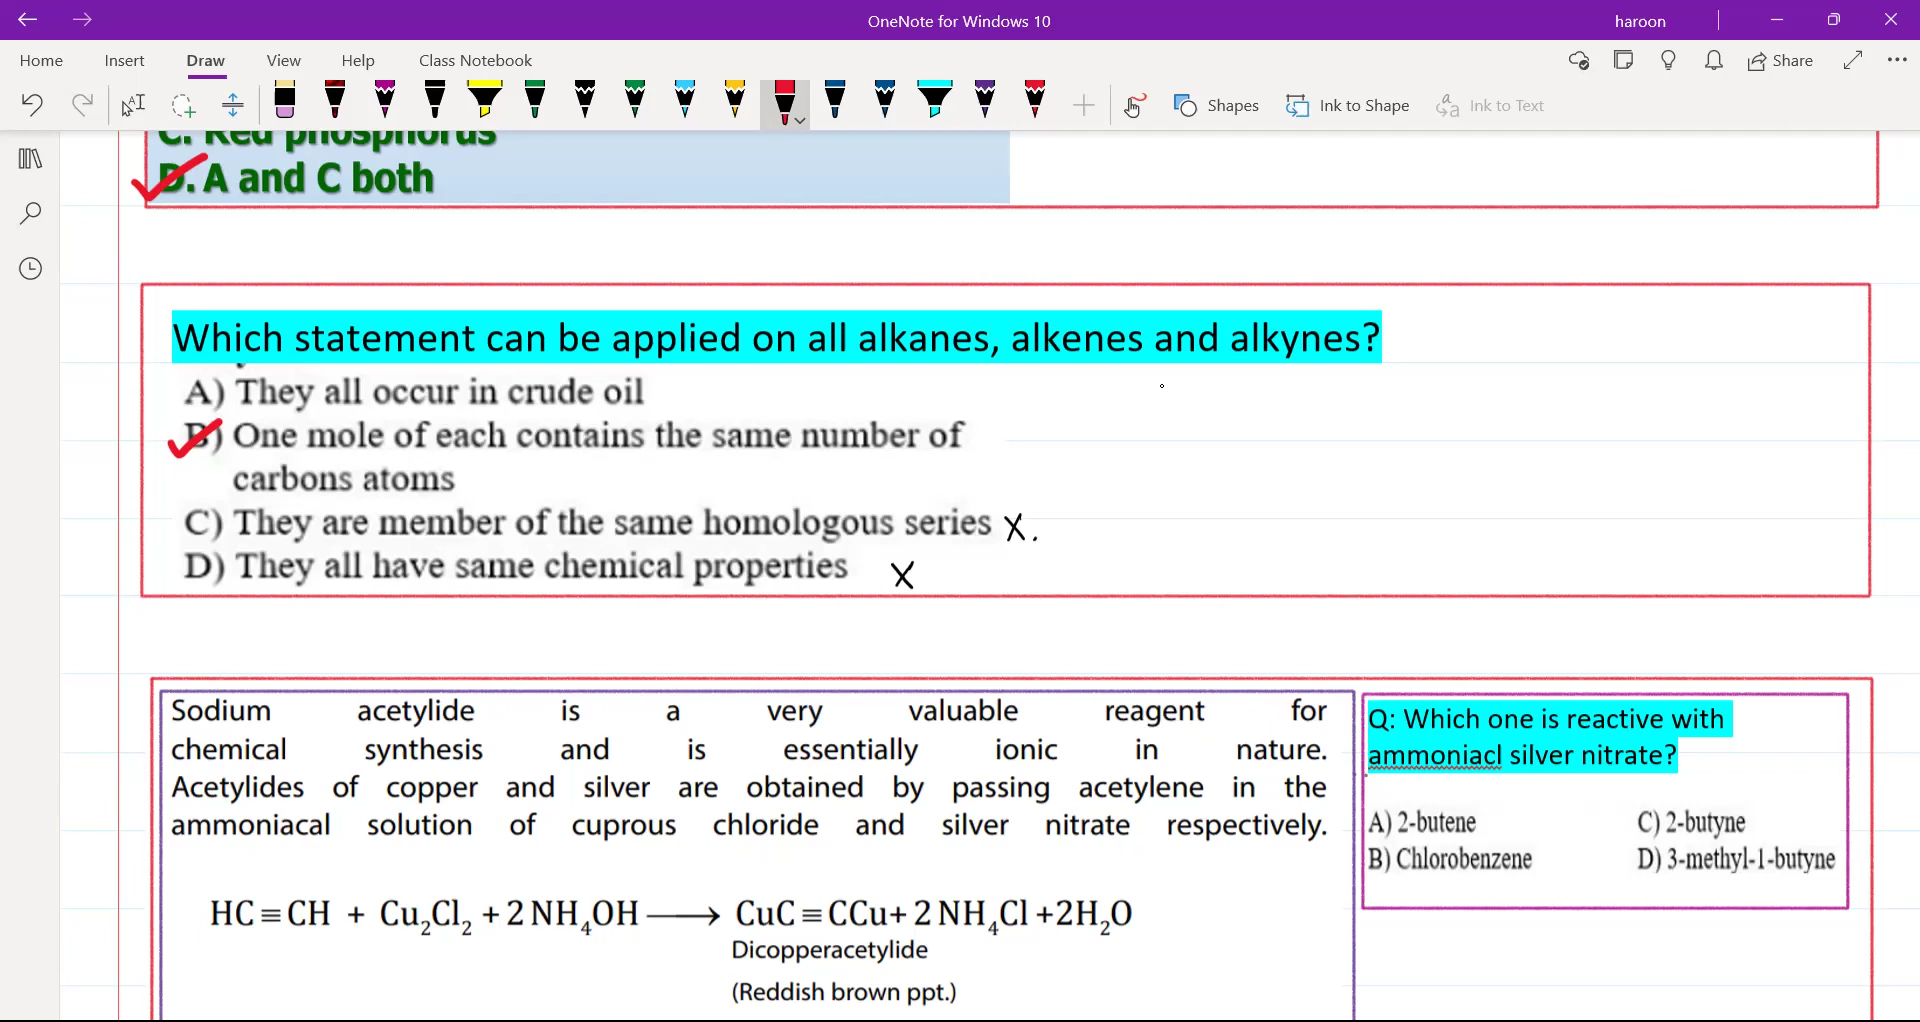 OneNote for Windows 10
haroon
Home Insert Draw View Help Class Notebook
Share
Shapes Ink to Shape Ink to Text
C. Red phosphorus
D. A and C both
Which statement can be applied on all alkanes, alkenes and alkynes?
A) They all occur in crude oil
B) One mole of each contains the same number of
carbons atoms
C) They are member of the same homologous series X.
D) They all have same chemical properties X
Sodium acetylide is a very valuable reagent for
chemical synthesis and is essentially ionic in nature.
Acetylides of copper and silver are obtained by passing acetylene in the
ammoniacal solution of cuprous chloride and silver nitrate respectively.
HC≡CH + Cu₂Cl₂ + 2 NH₄OH ⟶ CuC≡CCu + 2 NH₄Cl + 2H₂O
Dicopperacetylide
(Reddish brown ppt.)
Q: Which one is reactive with
ammoniacl silver nitrate?
A) 2-butene C) 2-butyne
B) Chlorobenzene D) 3-methyl-1-butyne